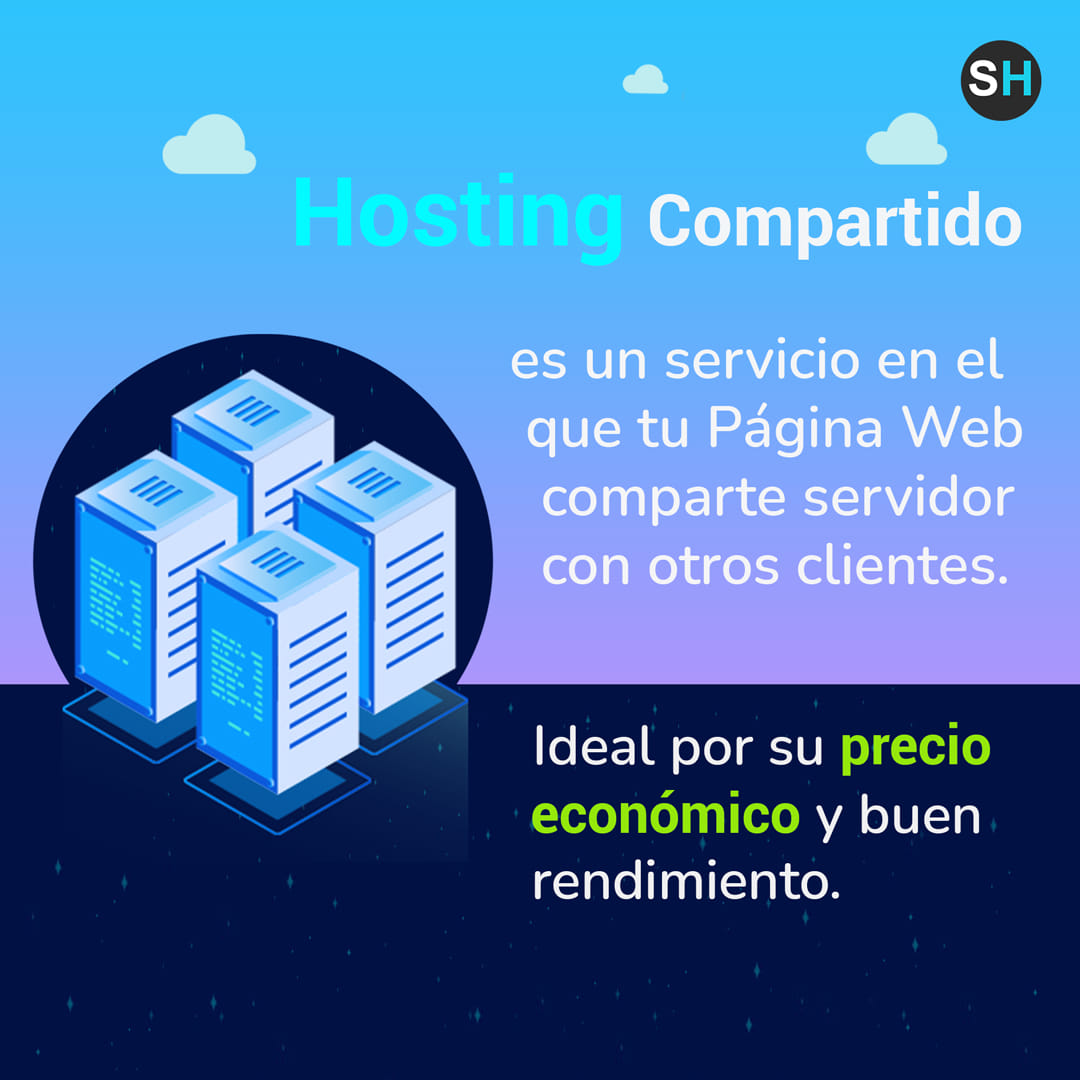 SH
Hosting Compartido
es un servicio en el
que tu Página Web
comparte servidor
con otros clientes.
Ideal por su precio
económico y buen
rendimiento.